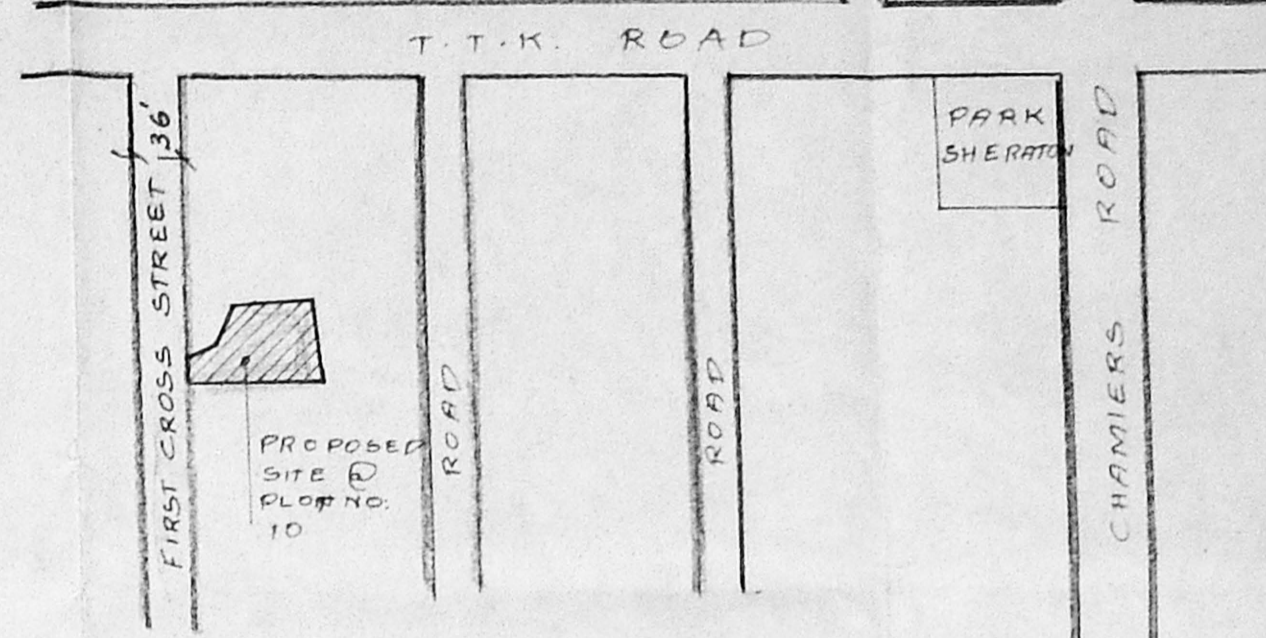 T.T.K. ROAD
36'
FIRST CROSS STREET
PROPOSED
SITE @
PLOT NO.
10
ROAD
ROAD
PARK
SHERATON
CHAMIERS ROAD